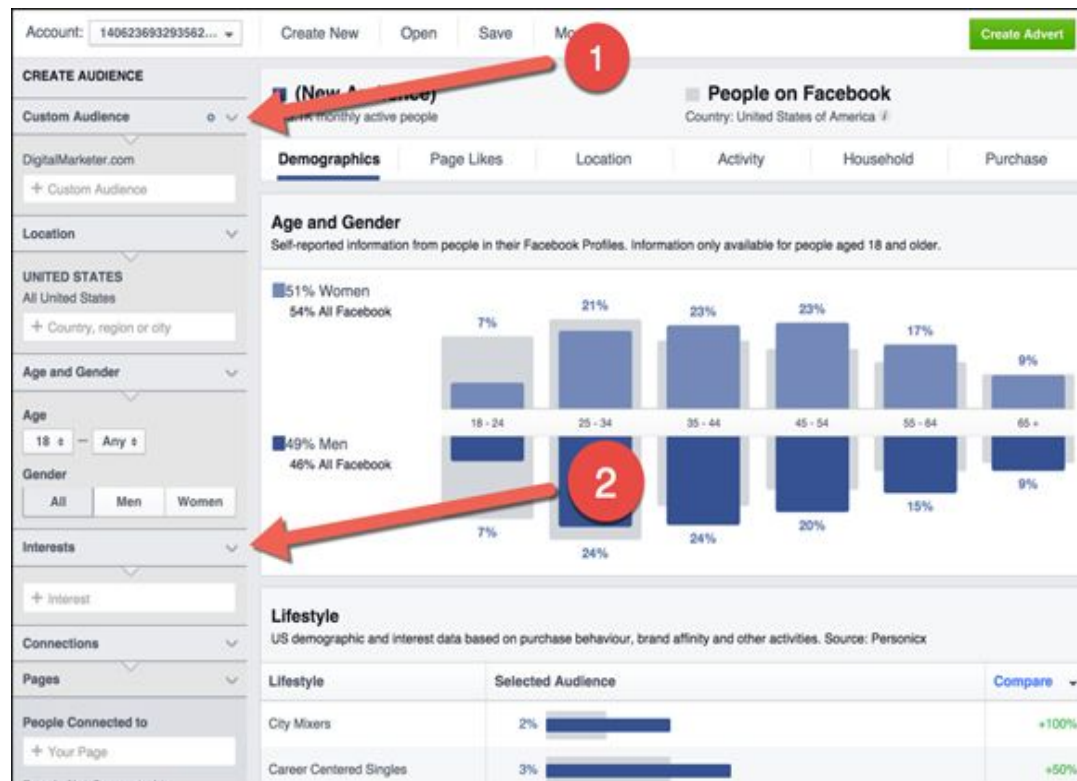 Account: 140623693293562...
Create New Open Save
Create Advert
CREATE AUDIENCE
Custom Audience
DigitalMarketer.com
+ Custom Audience
Location
UNITED STATES
All United States
+ Country, region or city
Age and Gender
Age
18 — Any
Gender
All Men Women
Interests
+ Interest
Connections
Pages
People Connected to
+ Your Page
1
(New Audience)
monthly active people
People on Facebook
Country: United States of America
Demographics Page Likes Location Activity Household Purchase
Age and Gender
Self-reported information from people in their Facebook Profiles. Information only available for people aged 18 and older.
51% Women
54% All Facebook
7% 21% 23% 23% 17% 9%
18 - 24 25 - 34 35 - 44 45 - 54 55 - 64 65 +
49% Men
46% All Facebook
2
7% 24% 24% 20% 15% 9%
Lifestyle
US demographic and interest data based on purchase behaviour, brand affinity and other activities. Source: Personicx
Lifestyle Selected Audience Compare
City Mixers 2% +100%
Career Centered Singles 3% +50%